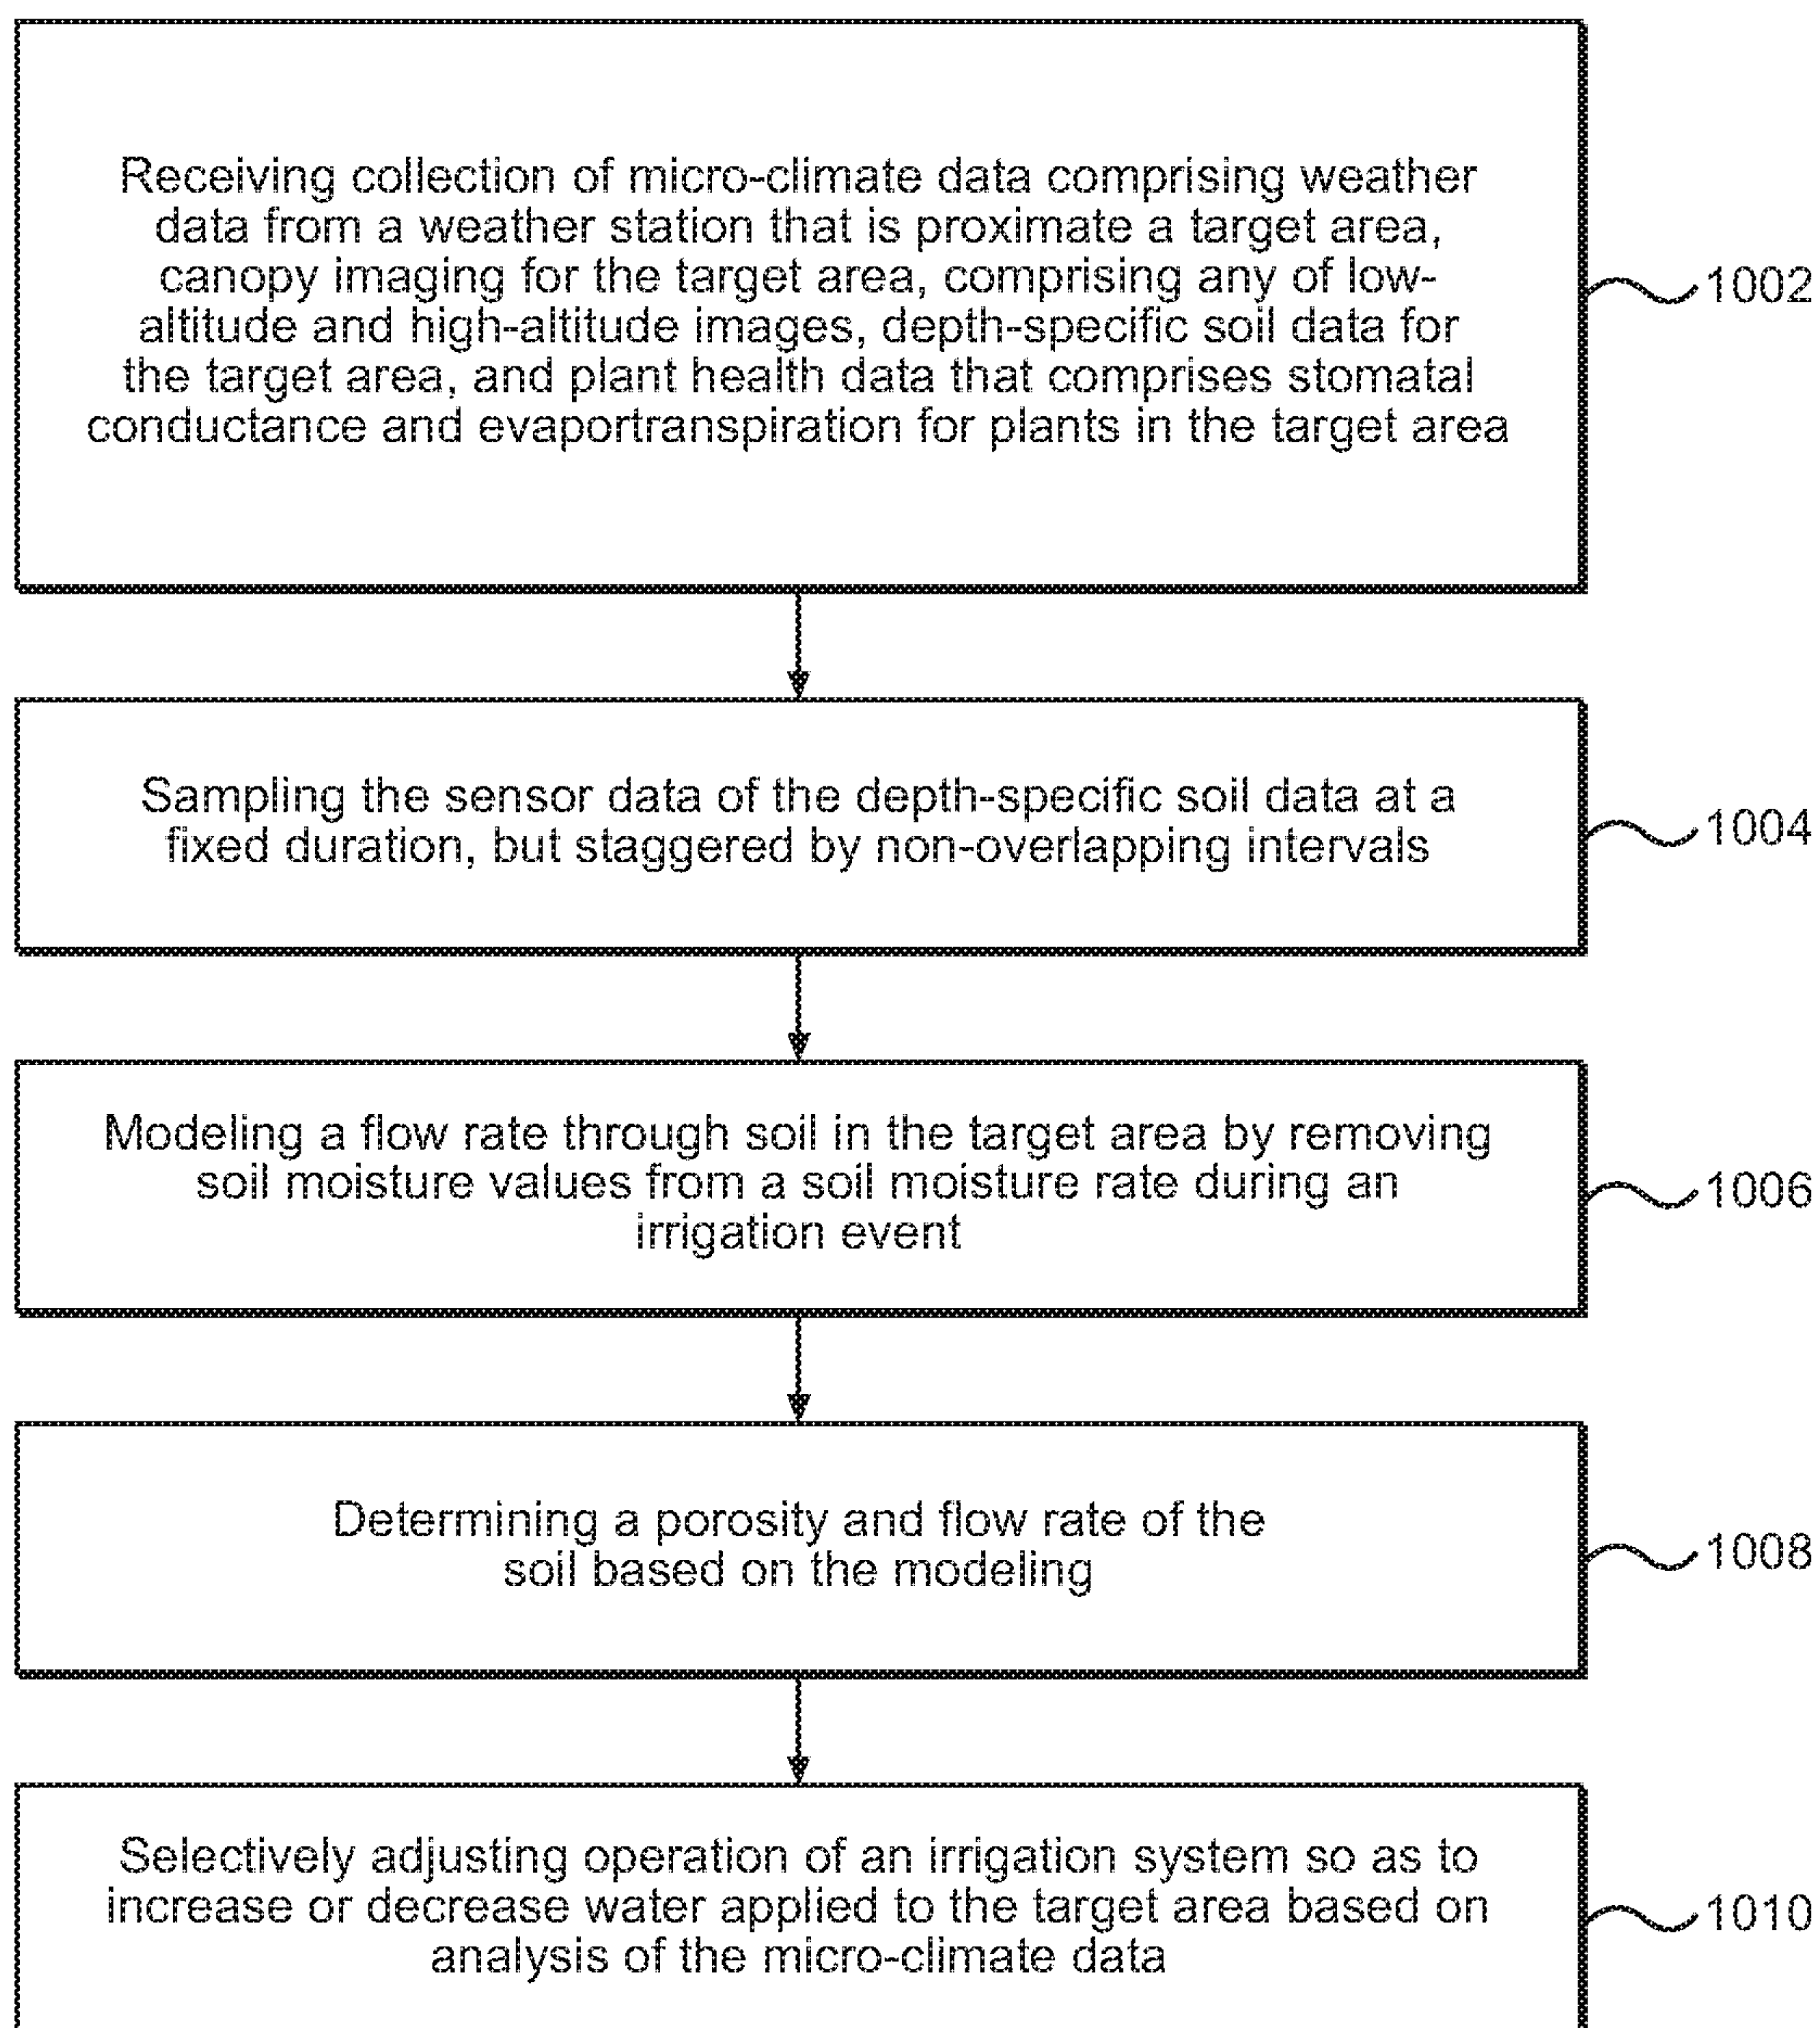 Receiving collection of micro-climate data comprising weather
data from a weather station that is proximate a target area,
canopy imaging for the target area, comprising any of low-
altitude and high-altitude images, depth-specific soil data for
the target area, and plant health data that comprises stomatal
conductance and evaportranspiration for plants in the target area
1002
Sampling the sensor data of the depth-specific soil data at a
fixed duration, but staggered by non-overlapping intervals
1004
Modeling a flow rate through soil in the target area by removing
soil moisture values from a soil moisture rate during an
irrigation event
1006
Determining a porosity and flow rate of the
soil based on the modeling
1008
Selectively adjusting operation of an irrigation system so as to
increase or decrease water applied to the target area based on
analysis of the micro-climate data
1010